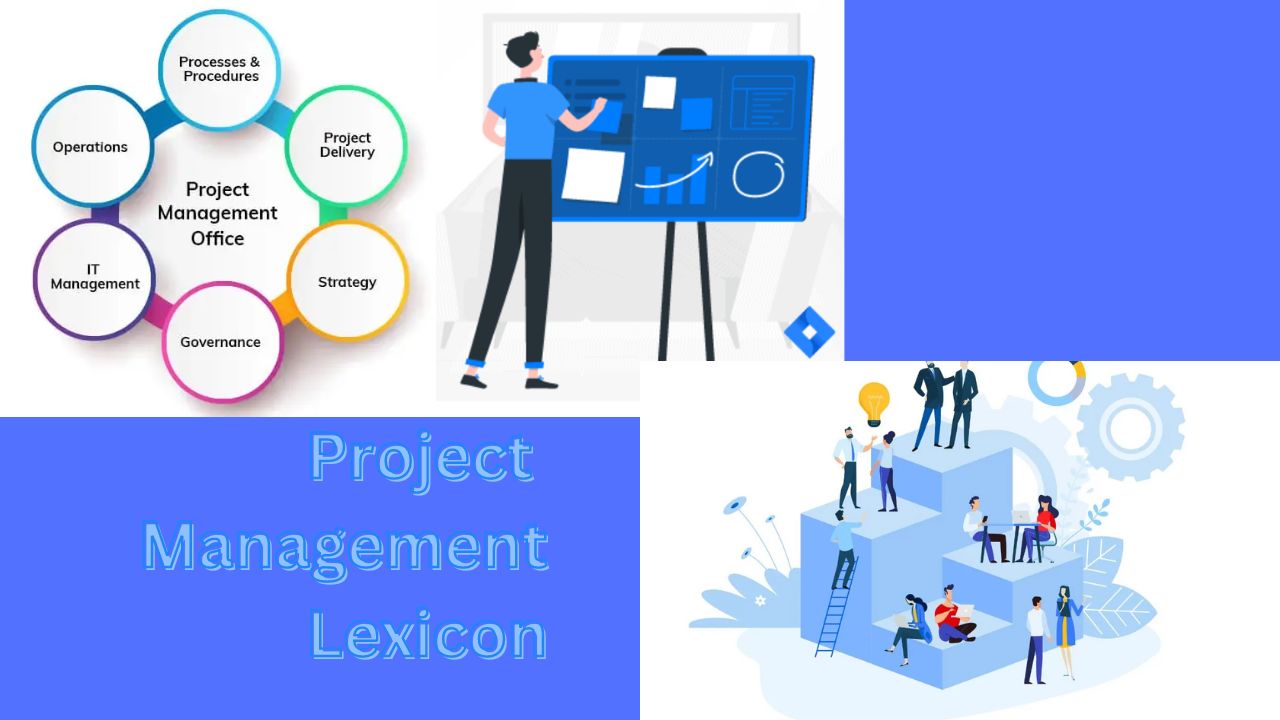 Processes &
Procedures
Operations
Project
Delivery
Project
Management
Office
IT
Management
Strategy
Governance
Project
Management
Lexicon